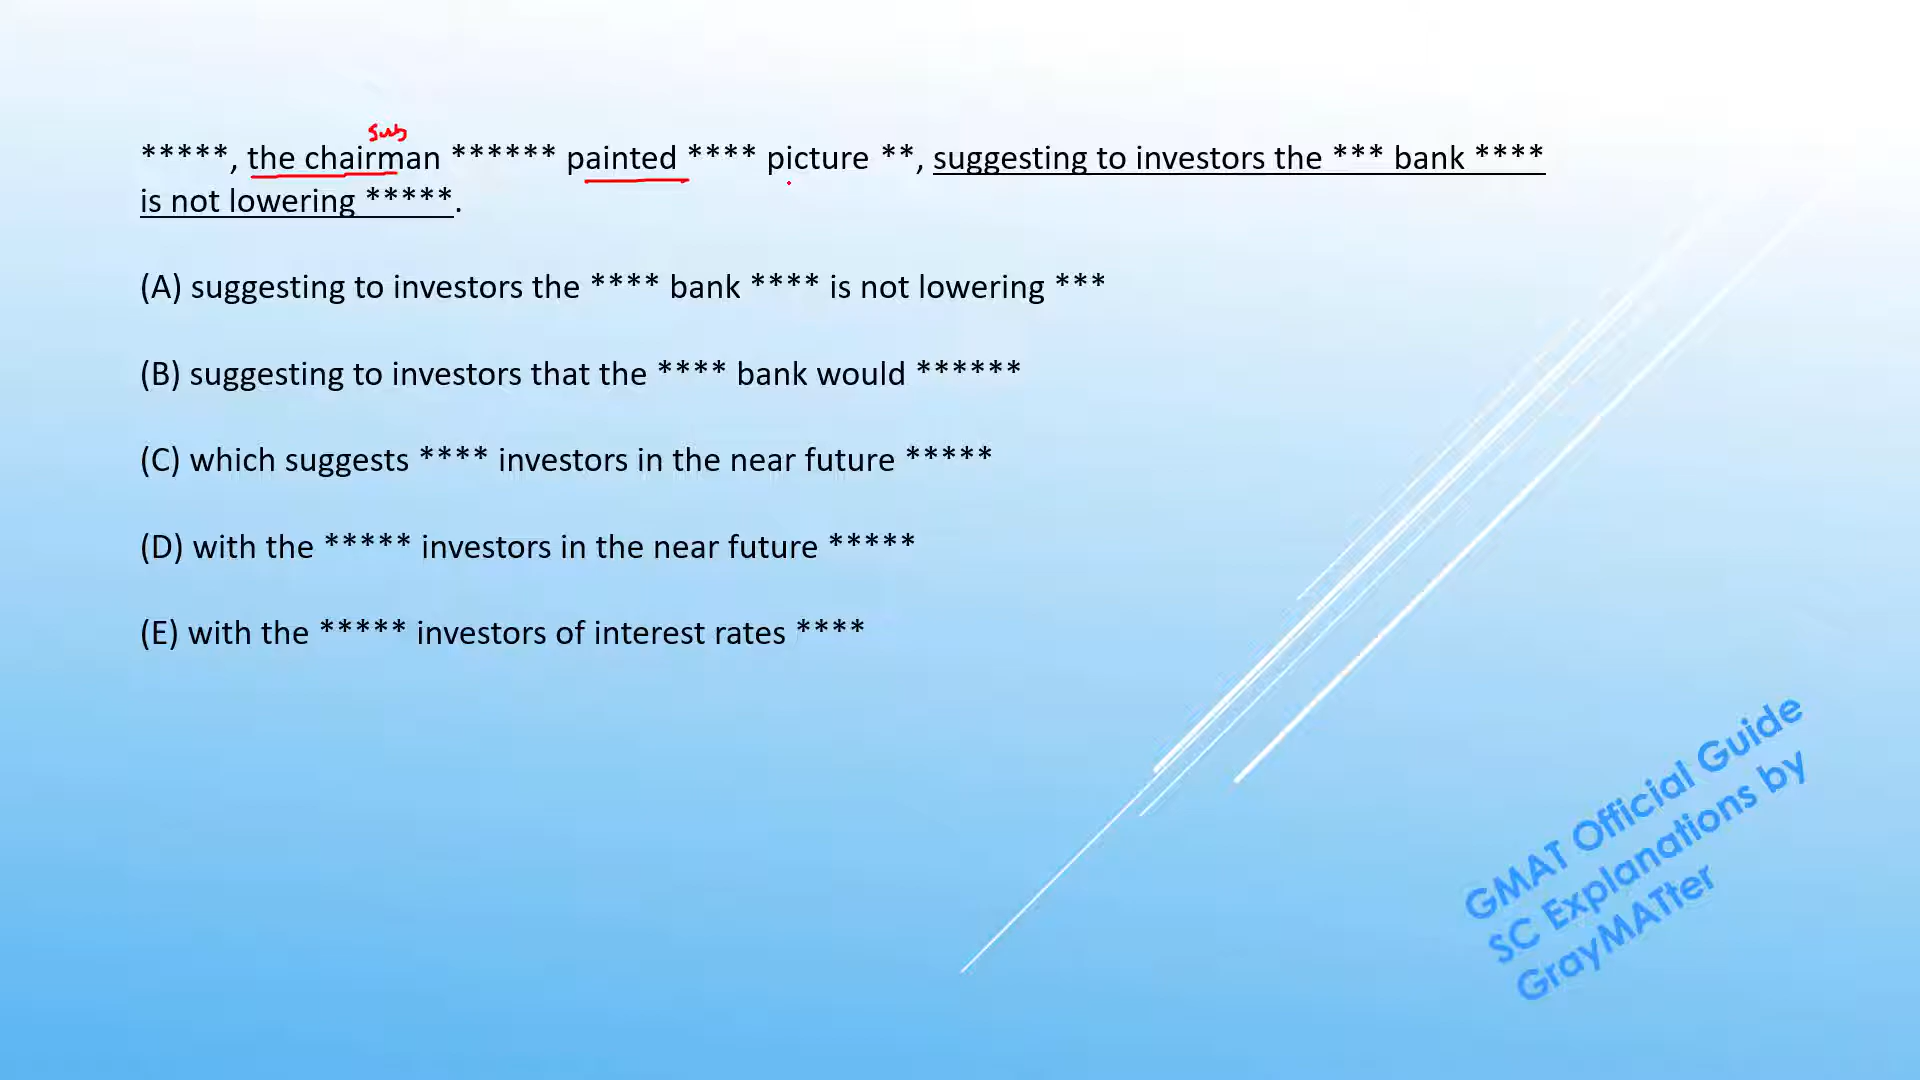 Sub
*****, the chairman ****** painted **** picture **, suggesting to investors the *** bank ****
is not lowering *****.
(A) suggesting to investors the **** bank **** is not lowering ***
(B) suggesting to investors that the **** bank would ******
(C) which suggests **** investors in the near future *****
(D) with the ***** investors in the near future *****
(E) with the ***** investors of interest rates ****
GMAT Official Guide
SC Explanations by
GrayMATter